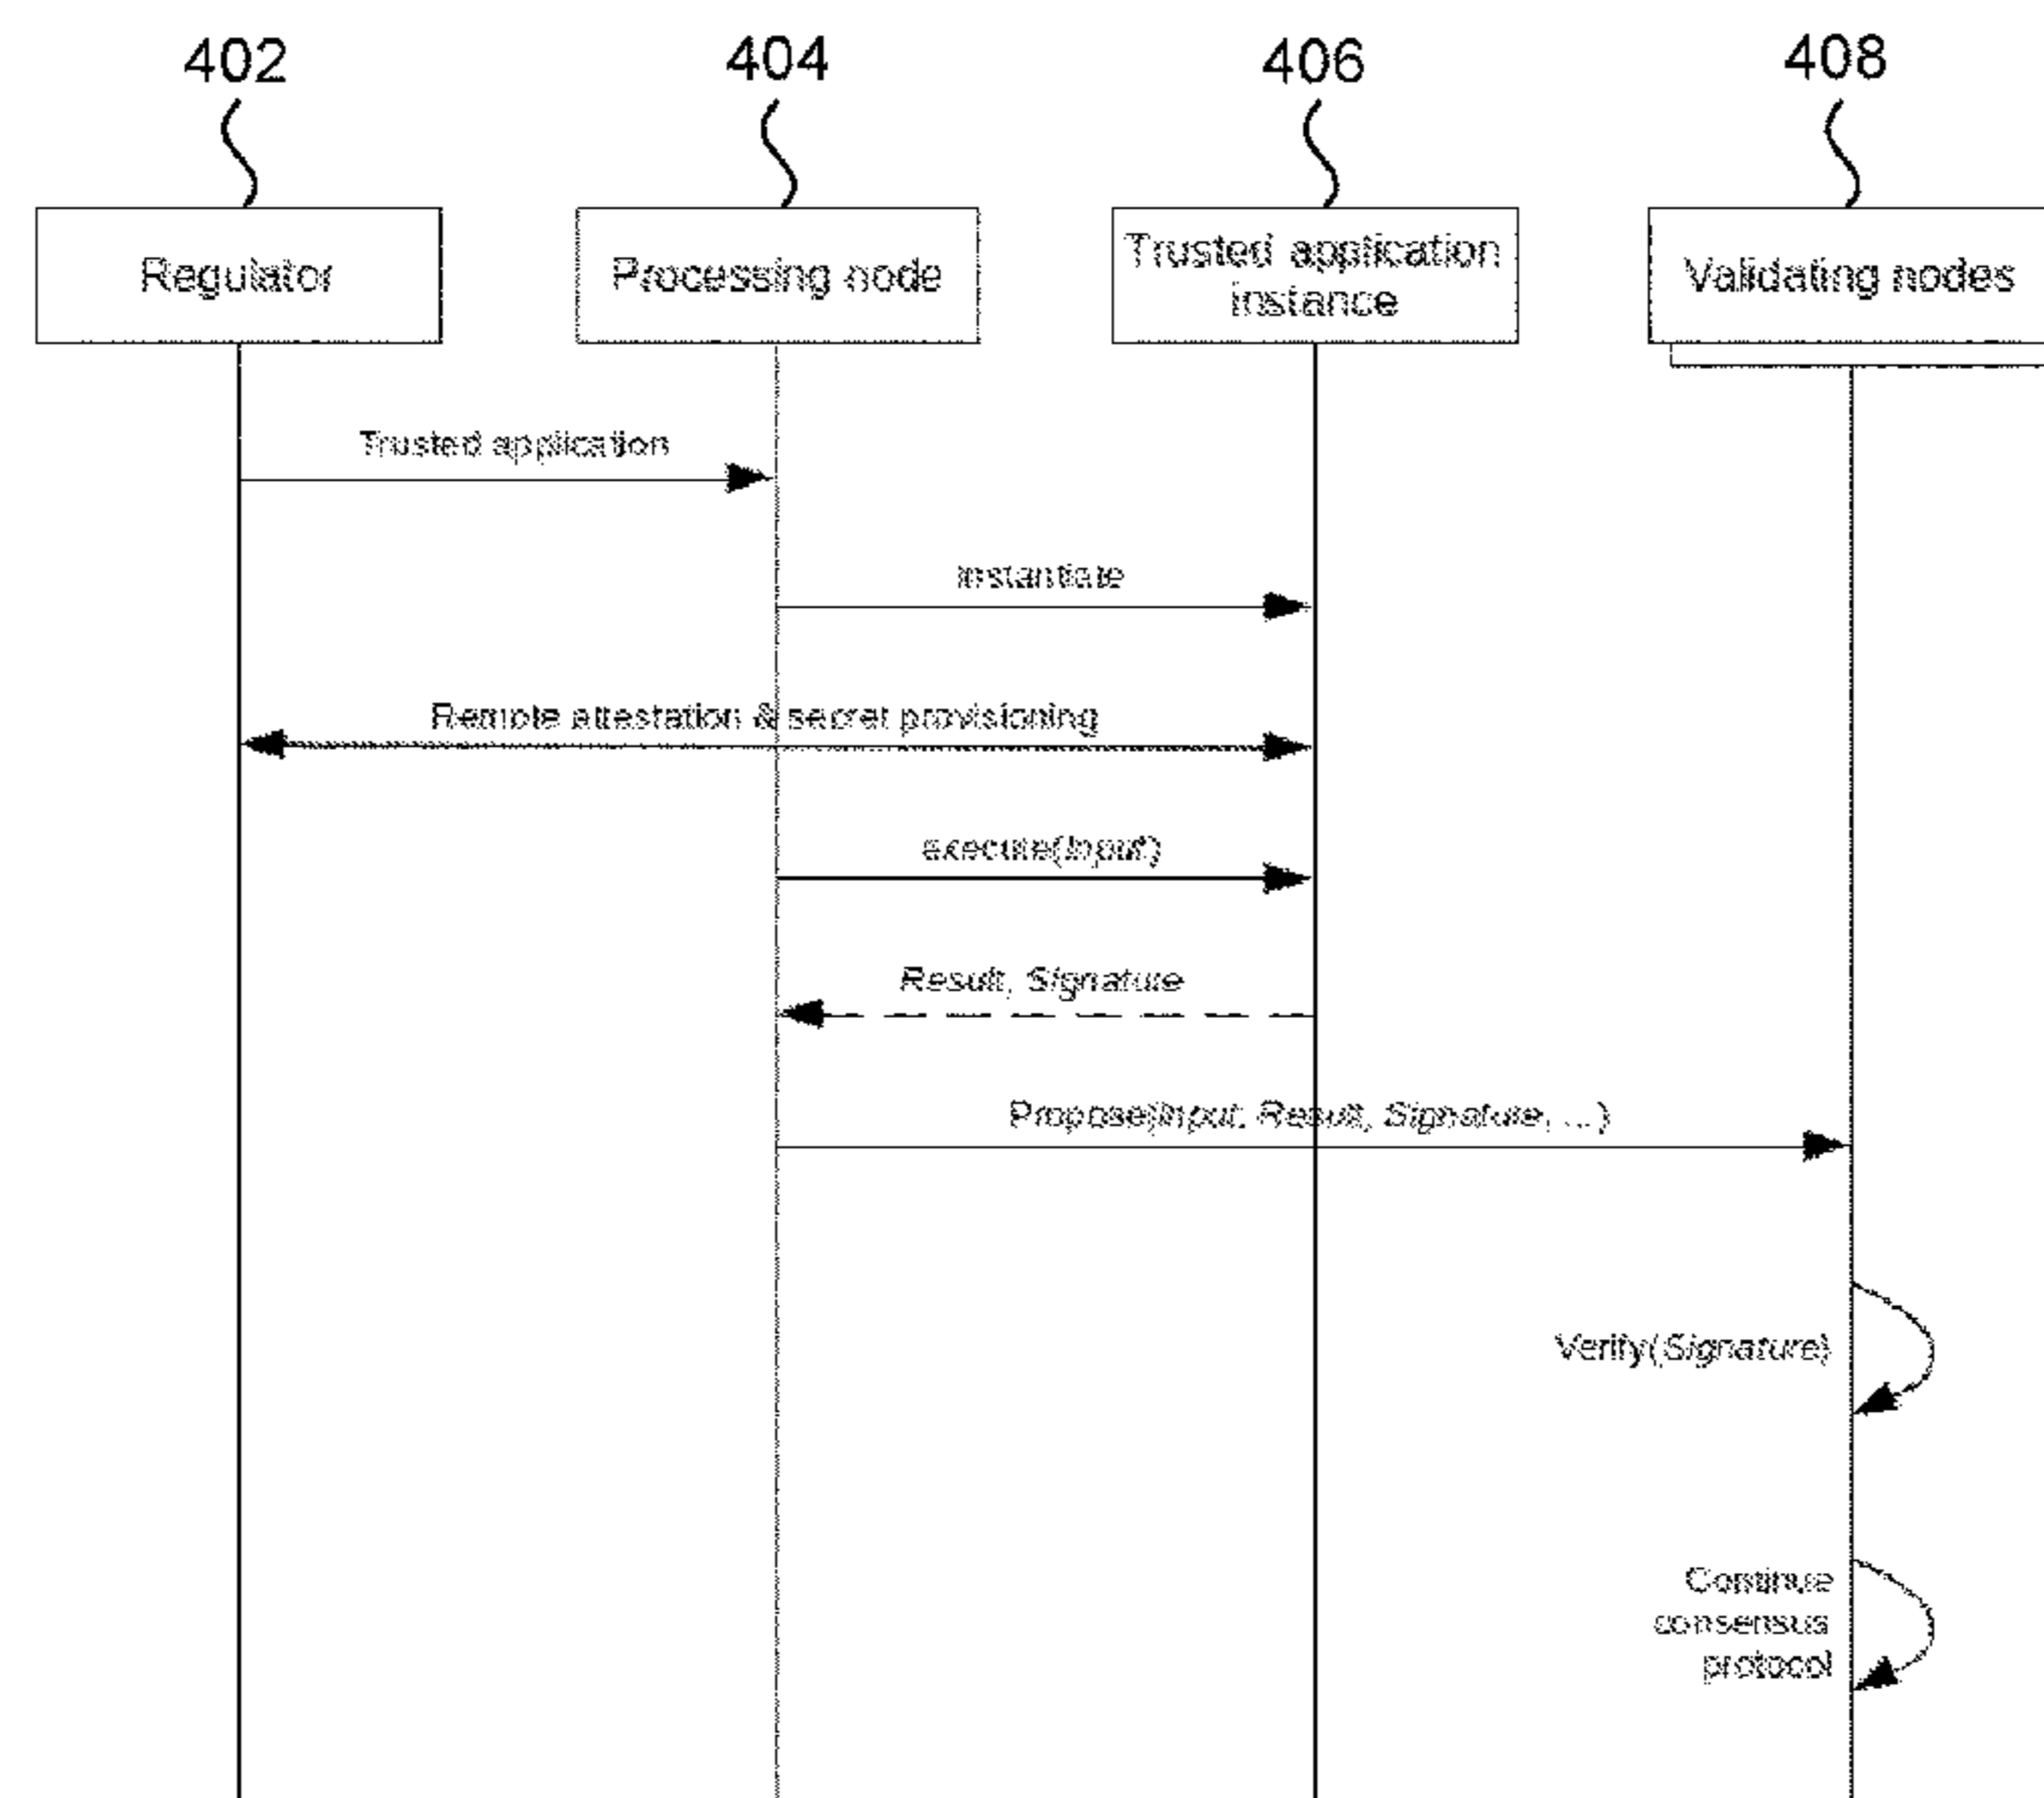 402 404 406 408
Regulator
Processing node
Trusted application
instance
Validating nodes
Trusted application
Instantiate
Remote attestation & secret provisioning
execute(Input)
Result, Signature
Propose(Input, Result, Signature, ...)
Verify(Signature)
Continue
consensus
protocol